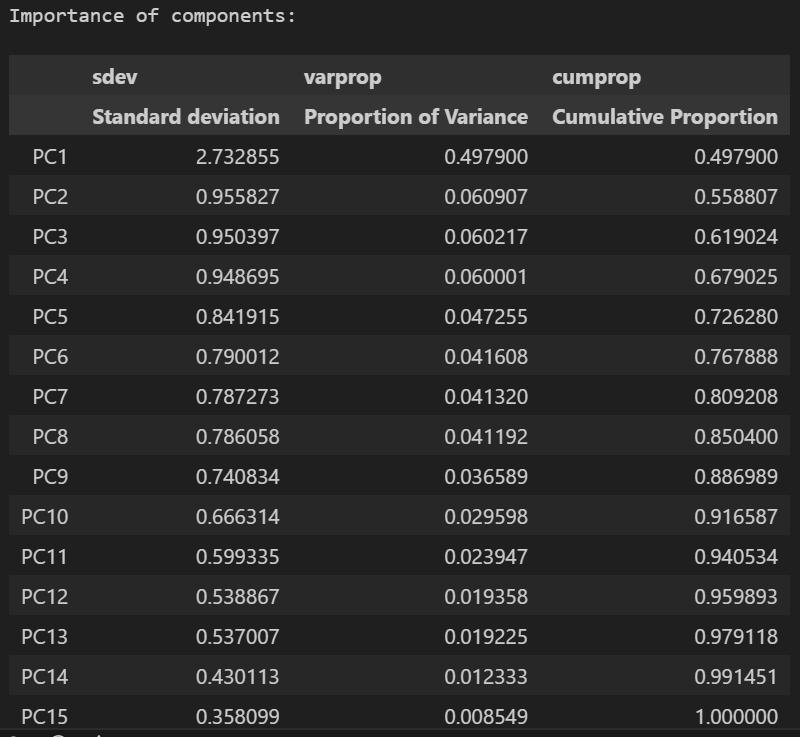 Importance of components:
sdev varprop cumprop
Standard deviation Proportion of Variance Cumulative Proportion
PC1 2.732855 0.497900 0.497900
PC2 0.955827 0.060907 0.558807
PC3 0.950397 0.060217 0.619024
PC4 0.948695 0.060001 0.679025
PC5 0.841915 0.047255 0.726280
PC6 0.790012 0.041608 0.767888
PC7 0.787273 0.041320 0.809208
PC8 0.786058 0.041192 0.850400
PC9 0.740834 0.036589 0.886989
PC10 0.666314 0.029598 0.916587
PC11 0.599335 0.023947 0.940534
PC12 0.538867 0.019358 0.959893
PC13 0.537007 0.019225 0.979118
PC14 0.430113 0.012333 0.991451
PC15 0.358099 0.008549 1.000000